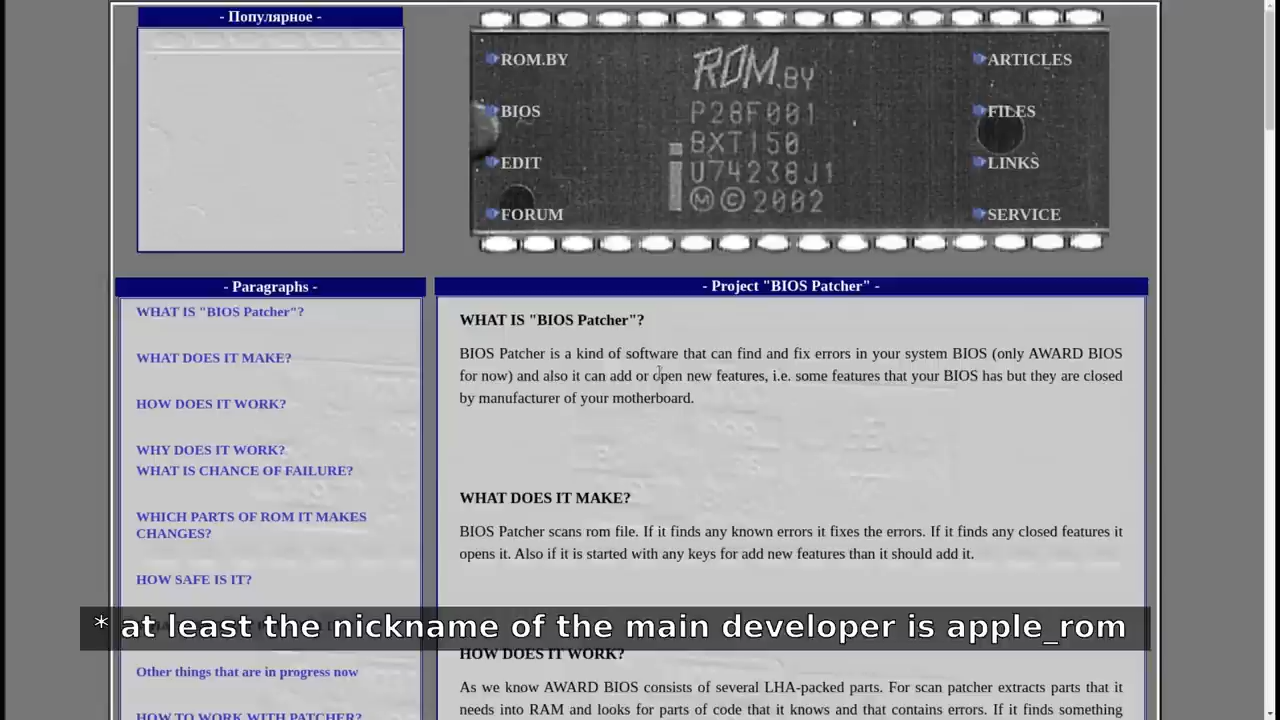 - Популярное -
ROM.BY
BIOS
EDIT
FORUM
ROM.BY
P28F001
BXT150
U74238J1
ⓂⒸ 2002
ARTICLES
FILES
LINKS
SERVICE
- Paragraphs -
WHAT IS "BIOS Patcher"?
WHAT DOES IT MAKE?
HOW DOES IT WORK?
WHY DOES IT WORK?
WHAT IS CHANCE OF FAILURE?
WHICH PARTS OF ROM IT MAKES
CHANGES?
HOW SAFE IS IT?
Other things that are in progress now
HOW TO WORK WITH PATCHER?
- Project "BIOS Patcher" -
WHAT IS "BIOS Patcher"?
BIOS Patcher is a kind of software that can find and fix errors in your system BIOS (only AWARD BIOS
for now) and also it can add or open new features, i.e. some features that your BIOS has but they are closed
by manufacturer of your motherboard.
WHAT DOES IT MAKE?
BIOS Patcher scans rom file. If it finds any known errors it fixes the errors. If it finds any closed features it
opens it. Also if it is started with any keys for add new features than it should add it.
* at least the nickname of the main developer is apple_rom
HOW DOES IT WORK?
As we know AWARD BIOS consists of several LHA-packed parts. For scan patcher extracts parts that it
needs into RAM and looks for parts of code that it knows and that contains errors. If it finds something